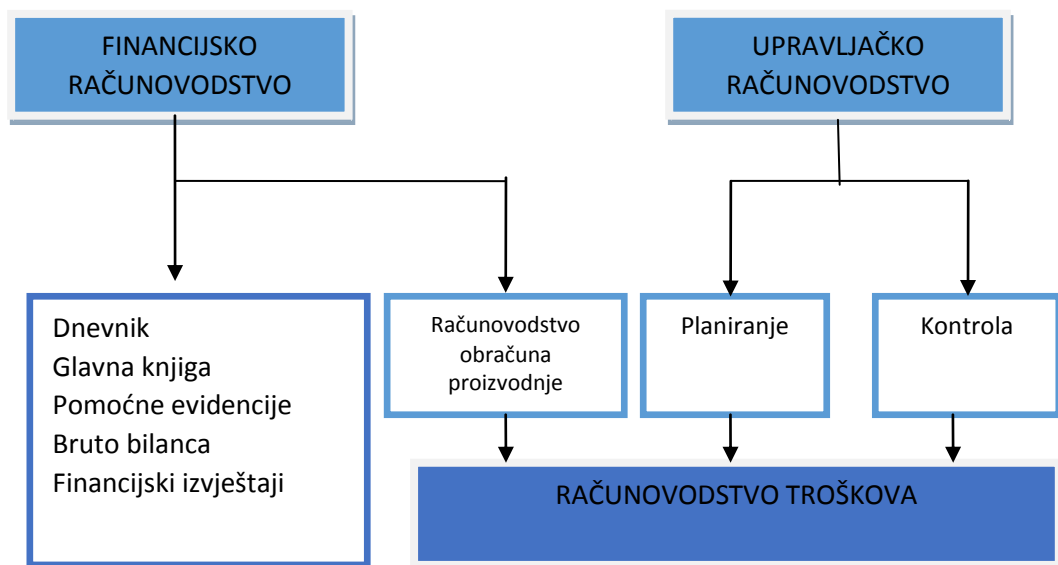 FINANCIJSKO
RAČUNOVODSTVO
UPRAVLJAČKO
RAČUNOVODSTVO
Dnevnik
Glavna knjiga
Pomoćne evidencije
Bruto bilanca
Financijski izvještaji
Računovodstvo
obračuna
proizvodnje
Planiranje
Kontrola
RAČUNOVODSTVO TROŠKOVA